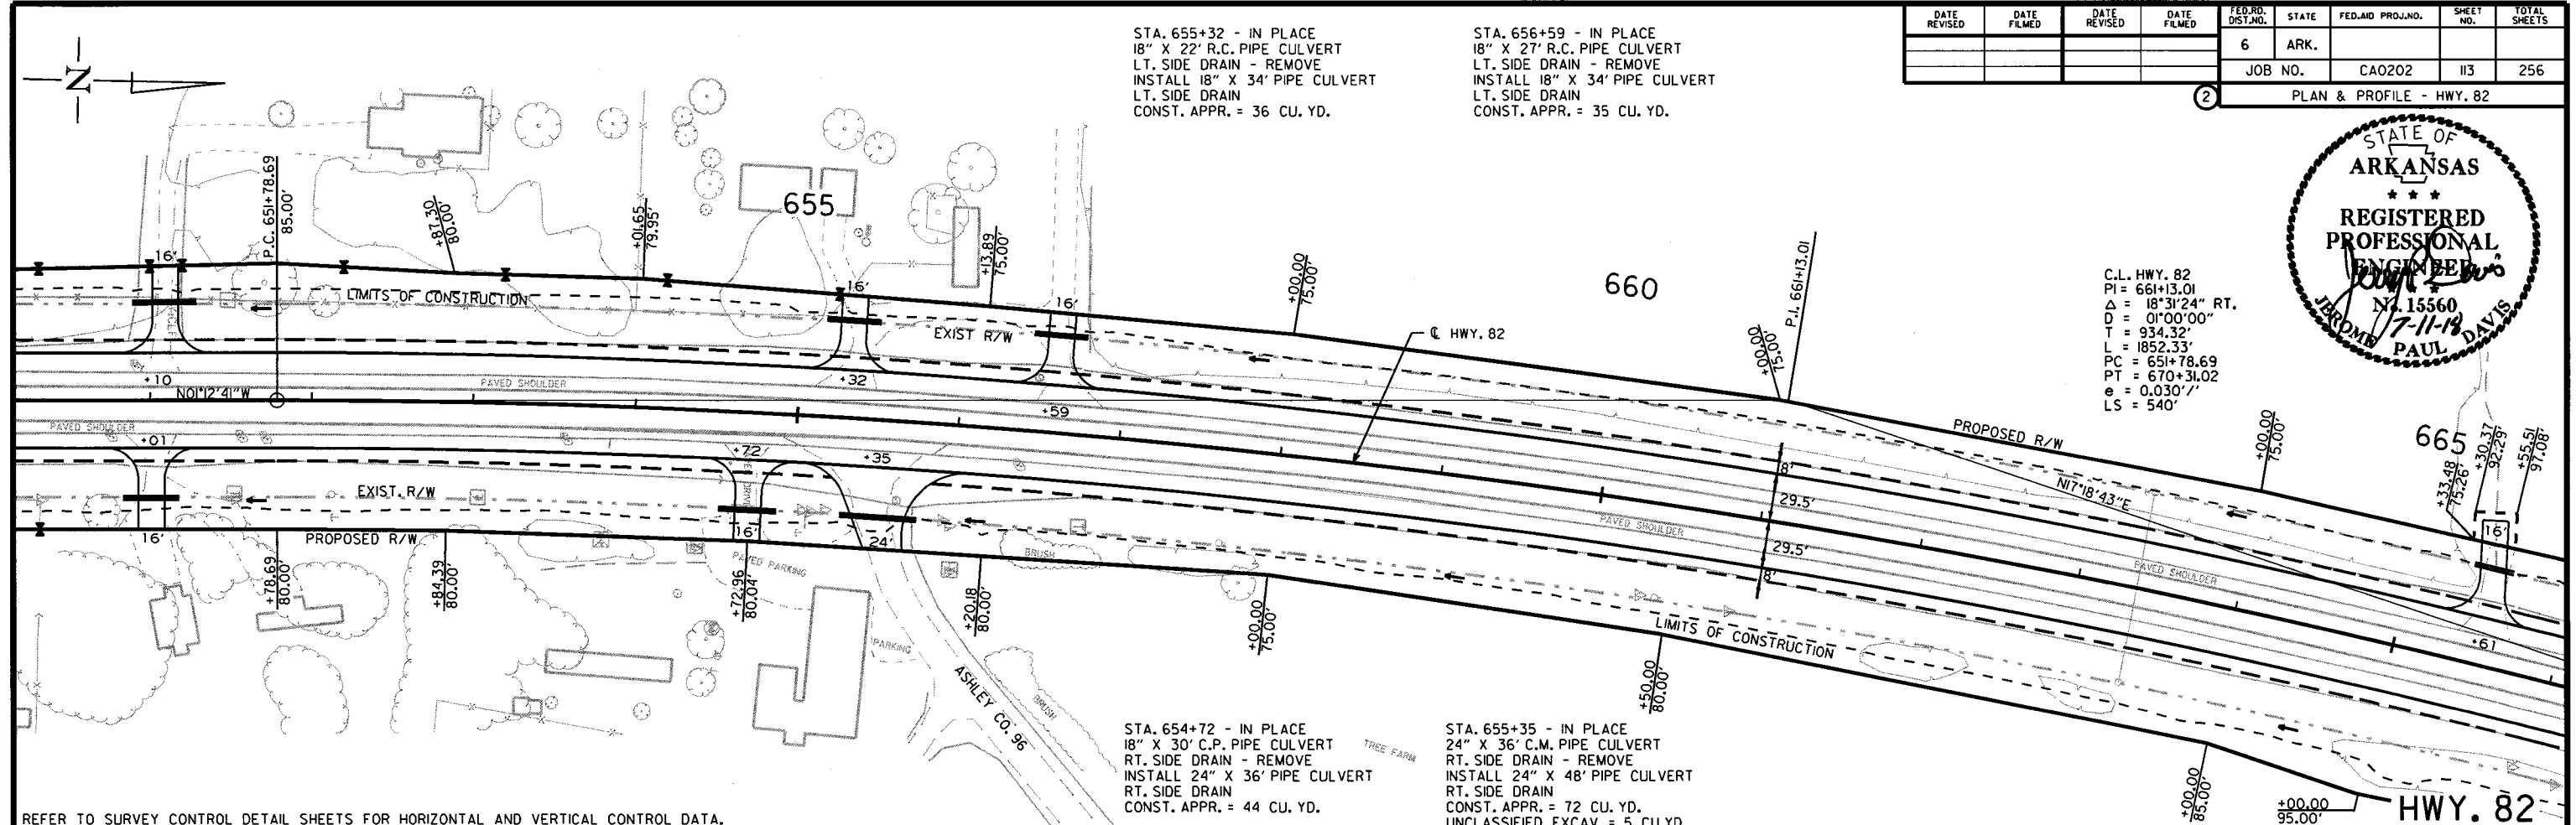 STA. 655+32 - IN PLACE
18" X 22' R.C. PIPE CULVERT
LT. SIDE DRAIN - REMOVE
INSTALL 18" X 34' PIPE CULVERT
LT. SIDE DRAIN
CONST. APPR. = 36 CU. YD.
STA. 656+59 - IN PLACE
18" X 27' R.C. PIPE CULVERT
LT. SIDE DRAIN - REMOVE
INSTALL 18" X 34' PIPE CULVERT
LT. SIDE DRAIN
CONST. APPR. = 35 CU. YD.
DATE REVISED
DATE FILMED
DATE REVISED
DATE FILMED
FED.RD. DIST.NO.
STATE
FED.AID PROJ.NO.
SHEET NO.
TOTAL SHEETS
6
ARK.
JOB NO.
CA0202
113
256
2
PLAN & PROFILE - HWY. 82
STATE OF
ARKANSAS
REGISTERED
PROFESSIONAL
ENGINEER
No. 15560
7-11-18
JEROME PAUL DAVIS
C.L. HWY. 82
PI = 661+13.01
Δ = 18°31'24" RT.
D = 01°00'00"
T = 934.32'
L = 1852.33'
PC = 651+78.69
PT = 670+31.02
e = 0.030'/'
LS = 540'
N
P.C. 651+78.69
85.00'
+87.30
80.00'
+01.65
79.95'
655
+13.89
75.00'
+00.00
75.00'
660
+00.00
75.00'
P.I. 661+13.01
+00.00
75.00'
665
+33.48
75.26'
+30.37
92.29'
+55.51
97.08'
16'
LIMITS OF CONSTRUCTION
16'
16'
EXIST R/W
℄ HWY. 82
PROPOSED R/W
+10
PAVED SHOULDER
+32
N01°12'41"W
+59
PAVED SHOULDER
+01
+72
+35
8'
29.5'
PAVED SHOULDER
29.5'
8'
N17°18'43"E
PAVED SHOULDER
16'
+61
EXIST. R/W
16'
PROPOSED R/W
16'
24'
PAVED PARKING
BRUSH
LIMITS OF CONSTRUCTION
+78.69
80.00'
+84.39
80.00'
+72.96
80.04'
+20.18
80.00'
+00.00
75.00'
+50.00
80.00'
+00.00
85.00'
+00.00
95.00'
PARKING
ASHLEY CO. 96
BRUSH
TREE FARM
STA. 654+72 - IN PLACE
18" X 30' C.P. PIPE CULVERT
RT. SIDE DRAIN - REMOVE
INSTALL 24" X 36' PIPE CULVERT
RT. SIDE DRAIN
CONST. APPR. = 44 CU. YD.
STA. 655+35 - IN PLACE
24" X 36' C.M. PIPE CULVERT
RT. SIDE DRAIN - REMOVE
INSTALL 24" X 48' PIPE CULVERT
RT. SIDE DRAIN
CONST. APPR. = 72 CU. YD.
UNCLASSIFIED EXCAV. = 5 CU.YD.
HWY. 82
REFER TO SURVEY CONTROL DETAIL SHEETS FOR HORIZONTAL AND VERTICAL CONTROL DATA.